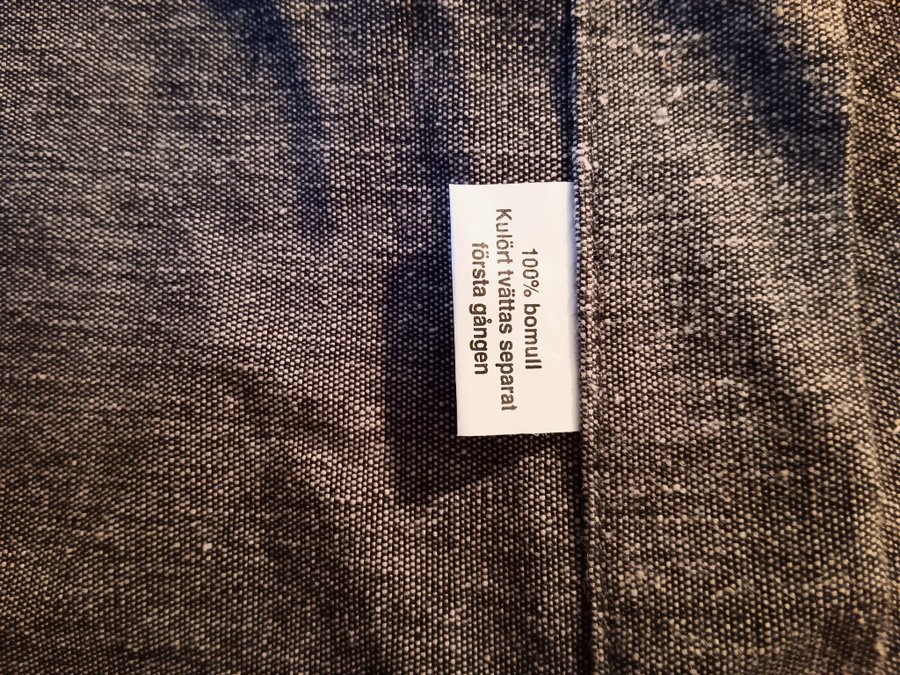 100% bomull
Kulört tvättas separat
första gången